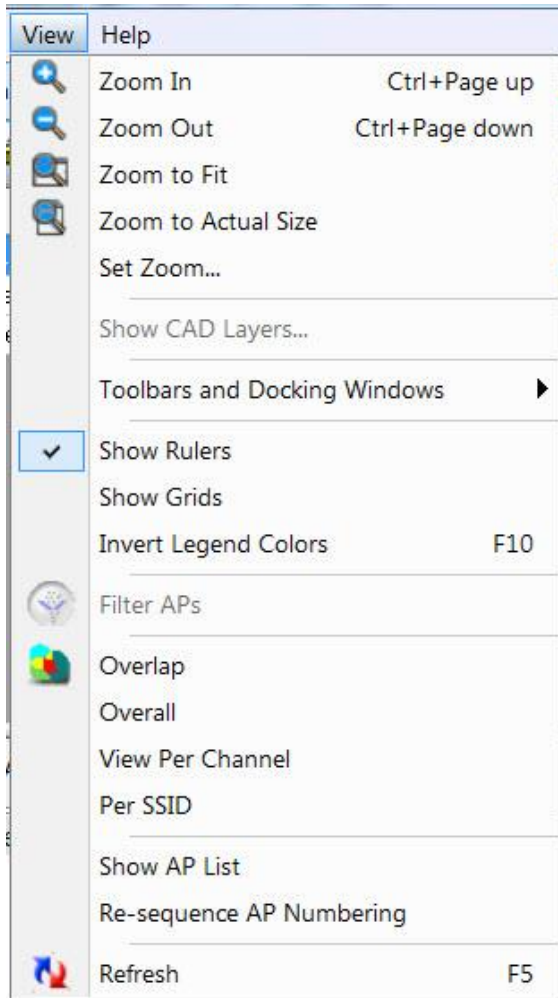 View Help
Zoom In Ctrl+Page up
Zoom Out Ctrl+Page down
Zoom to Fit
Zoom to Actual Size
Set Zoom...
Show CAD Layers...
Toolbars and Docking Windows
Show Rulers
Show Grids
Invert Legend Colors F10
Filter APs
Overlap
Overall
View Per Channel
Per SSID
Show AP List
Re-sequence AP Numbering
Refresh F5